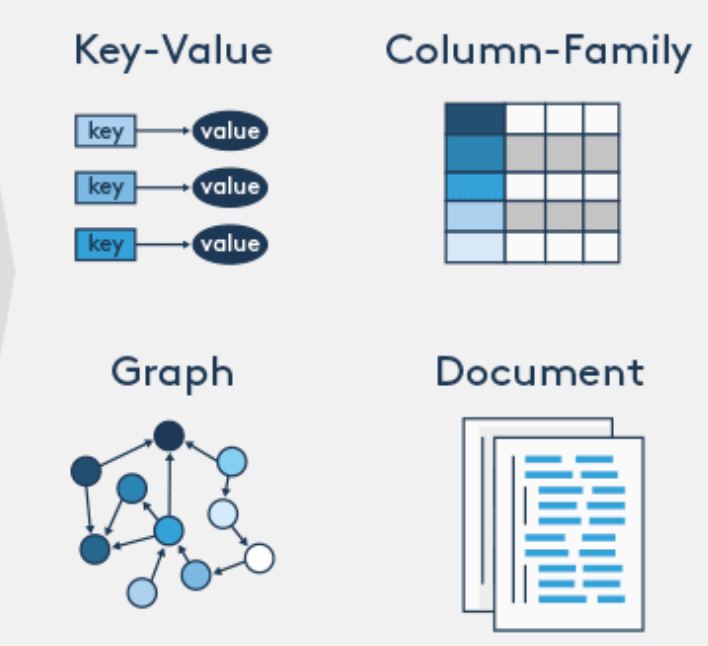 Key-Value
Column-Family
key value
key value
key value
Graph
Document